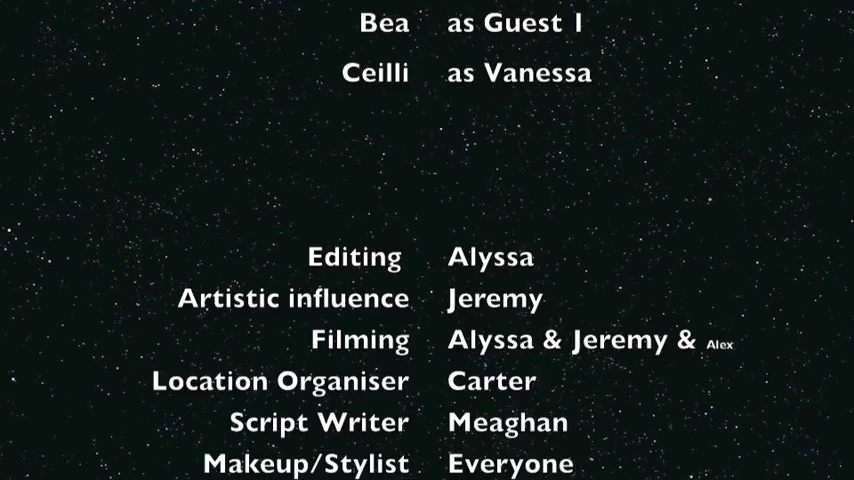 Bea as Guest 1
Ceilli as Vanessa
Editing Alyssa
Artistic influence Jeremy
Filming Alyssa & Jeremy & Alex
Location Organiser Carter
Script Writer Meaghan
Makeup/Stylist Everyone